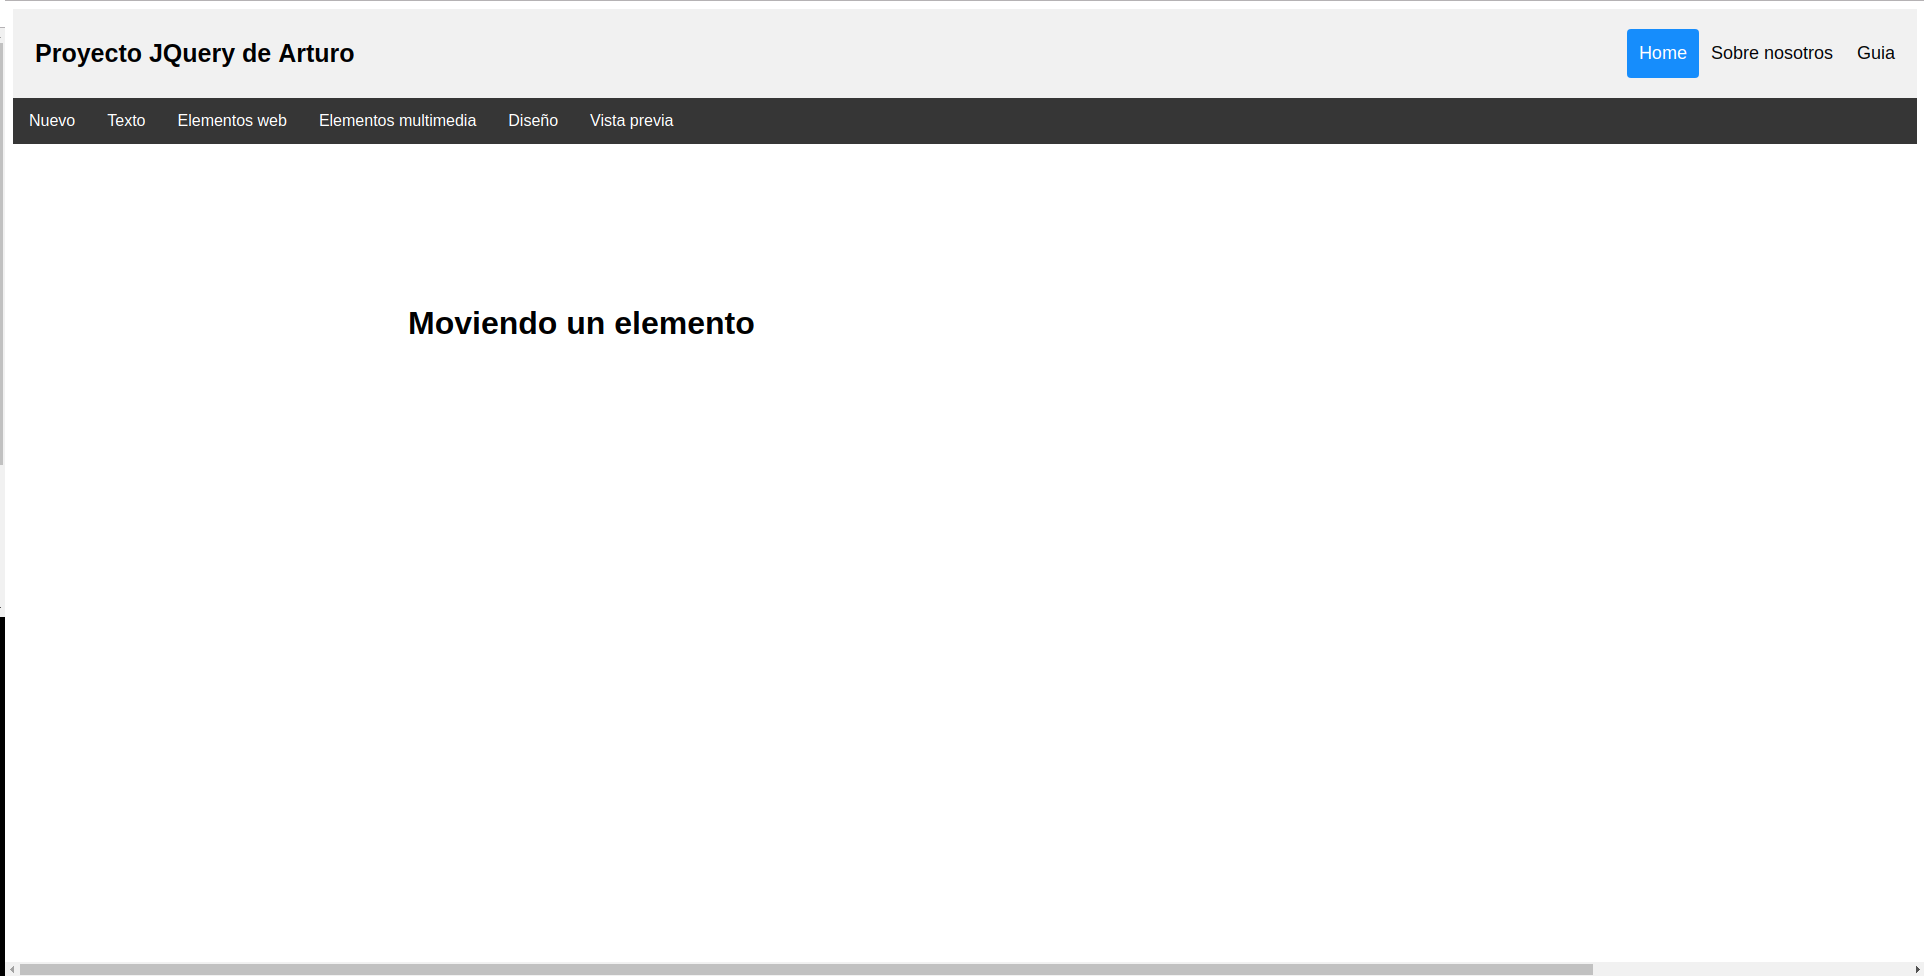 Proyecto JQuery de Arturo
Home Sobre nosotros Guia
Nuevo Texto Elementos web Elementos multimedia Diseño Vista previa
Moviendo un elemento